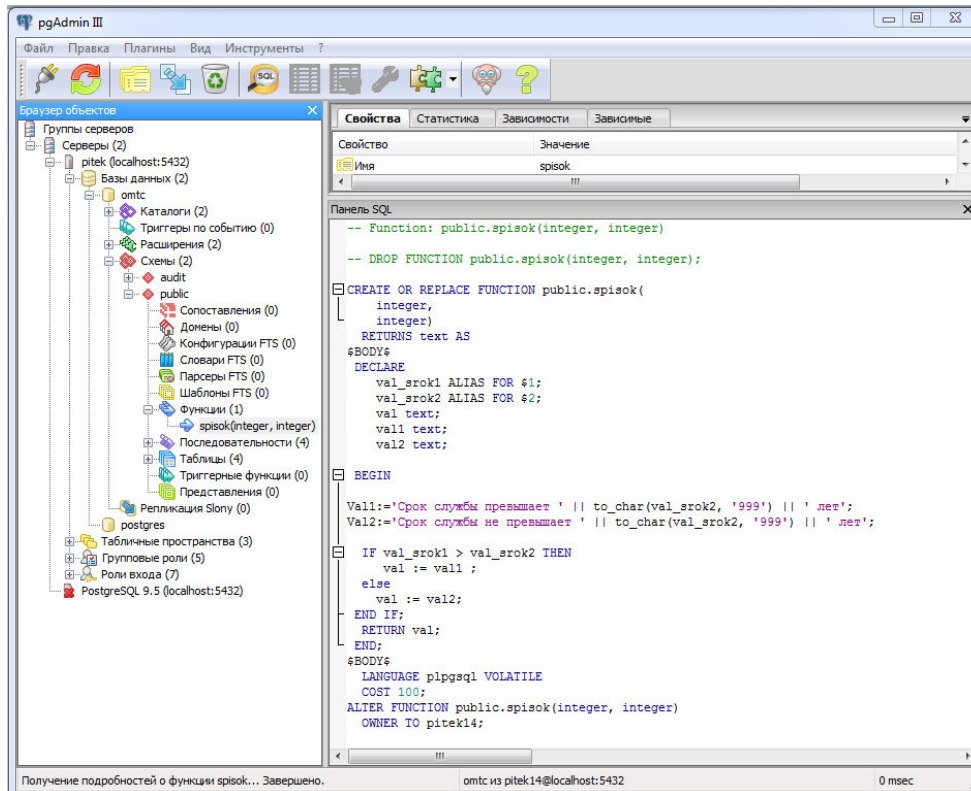 pgAdmin III
Файл Правка Плагины Вид Инструменты ?
SQL
Браузер объектов
Группы серверов
Серверы (2)
pitek (localhost:5432)
Базы данных (2)
omtc
Каталоги (2)
Триггеры по событию (0)
Расширения (2)
Схемы (2)
audit
public
Сопоставления (0)
Домены (0)
Конфигурации FTS (0)
Словари FTS (0)
Парсеры FTS (0)
Шаблоны FTS (0)
Функции (1)
spisok(integer, integer)
Последовательности (4)
Таблицы (4)
Триггерные функции (0)
Представления (0)
Репликация Slony (0)
postgres
Табличные пространства (3)
Групповые роли (5)
Роли входа (7)
PostgreSQL 9.5 (localhost:5432)
Свойства Статистика Зависимости Зависимые
Свойство Значение
Имя spisok
Панель SQL
-- Function: public.spisok(integer, integer)
-- DROP FUNCTION public.spisok(integer, integer);
CREATE OR REPLACE FUNCTION public.spisok(
integer,
integer)
RETURNS text AS
$BODY$
DECLARE
val_srok1 ALIAS FOR $1;
val_srok2 ALIAS FOR $2;
val text;
val1 text;
val2 text;
BEGIN
Val1:='Срок службы превышает ' || to_char(val_srok2, '999') || ' лет';
Val2:='Срок службы не превышает ' || to_char(val_srok2, '999') || ' лет';
IF val_srok1 > val_srok2 THEN
val := val1 ;
else
val := val2;
END IF;
RETURN val;
END;
$BODY$
LANGUAGE plpgsql VOLATILE
COST 100;
ALTER FUNCTION public.spisok(integer, integer)
OWNER TO pitek14;
Получение подробностей о функции spisok... Завершено. omtc из pitek14@localhost:5432 0 msec